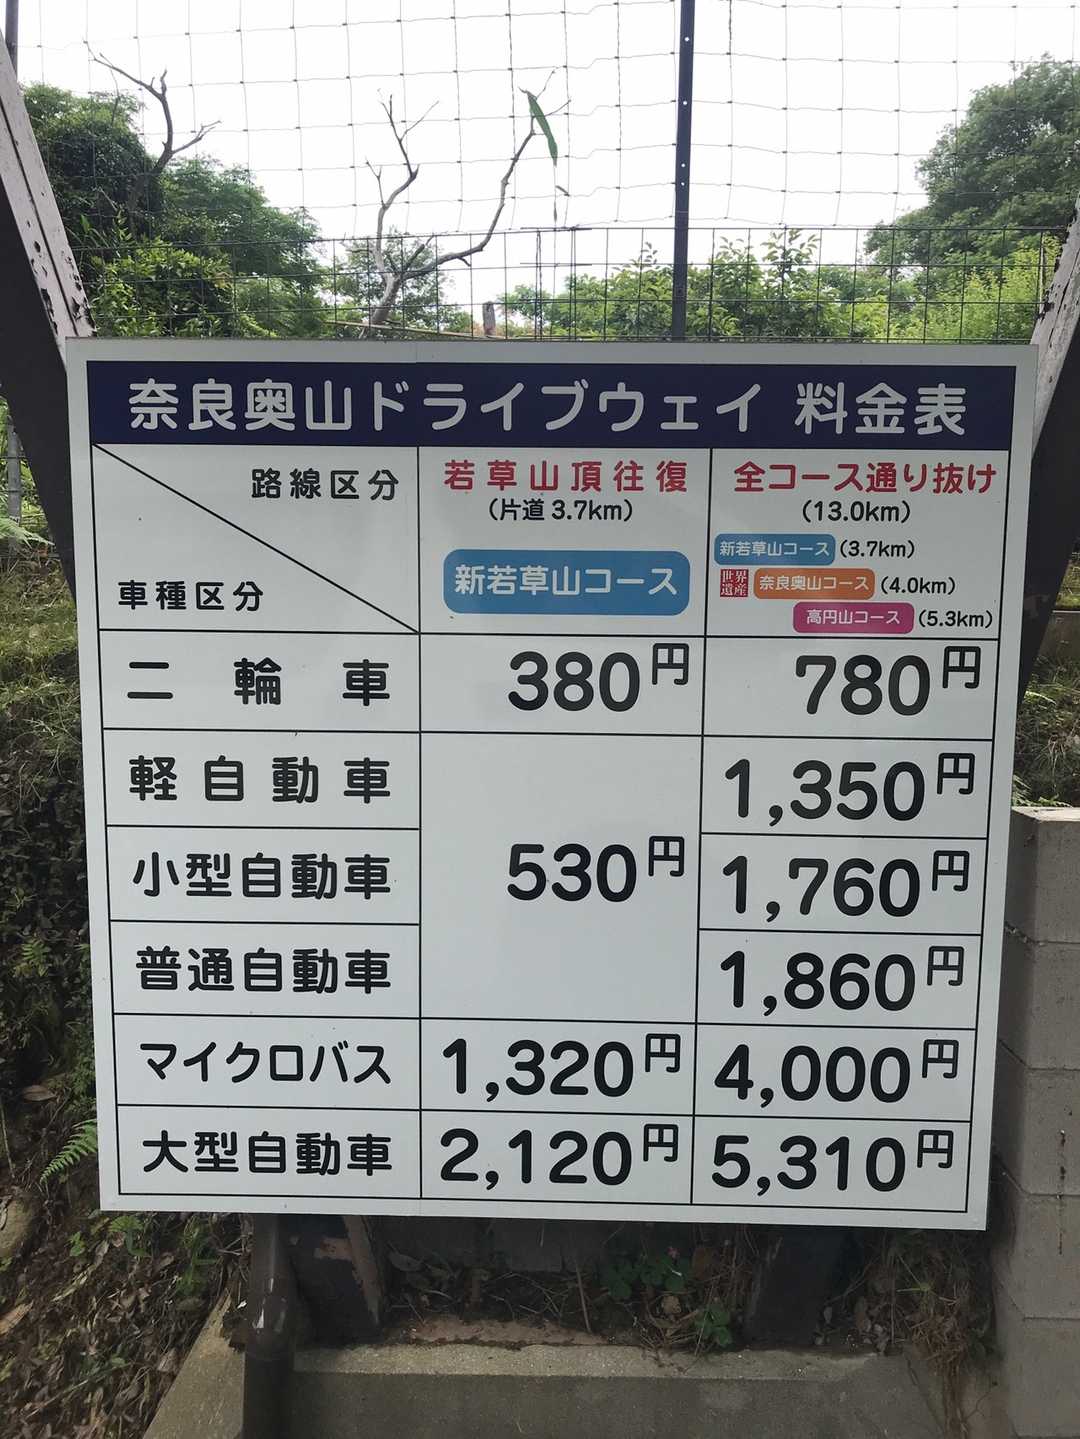 奈良奥山ドライブウェイ 料金表
路線区分
車種区分
若草山頂往復
(片道 3.7km)
新若草山コース
全コース通り抜け
(13.0km)
新若草山コース (3.7km)
世界遺産 奈良奥山コース (4.0km)
高円山コース (5.3km)
二輪車 380円 780円
軽自動車 1,350円
小型自動車 530円 1,760円
普通自動車 1,860円
マイクロバス 1,320円 4,000円
大型自動車 2,120円 5,310円